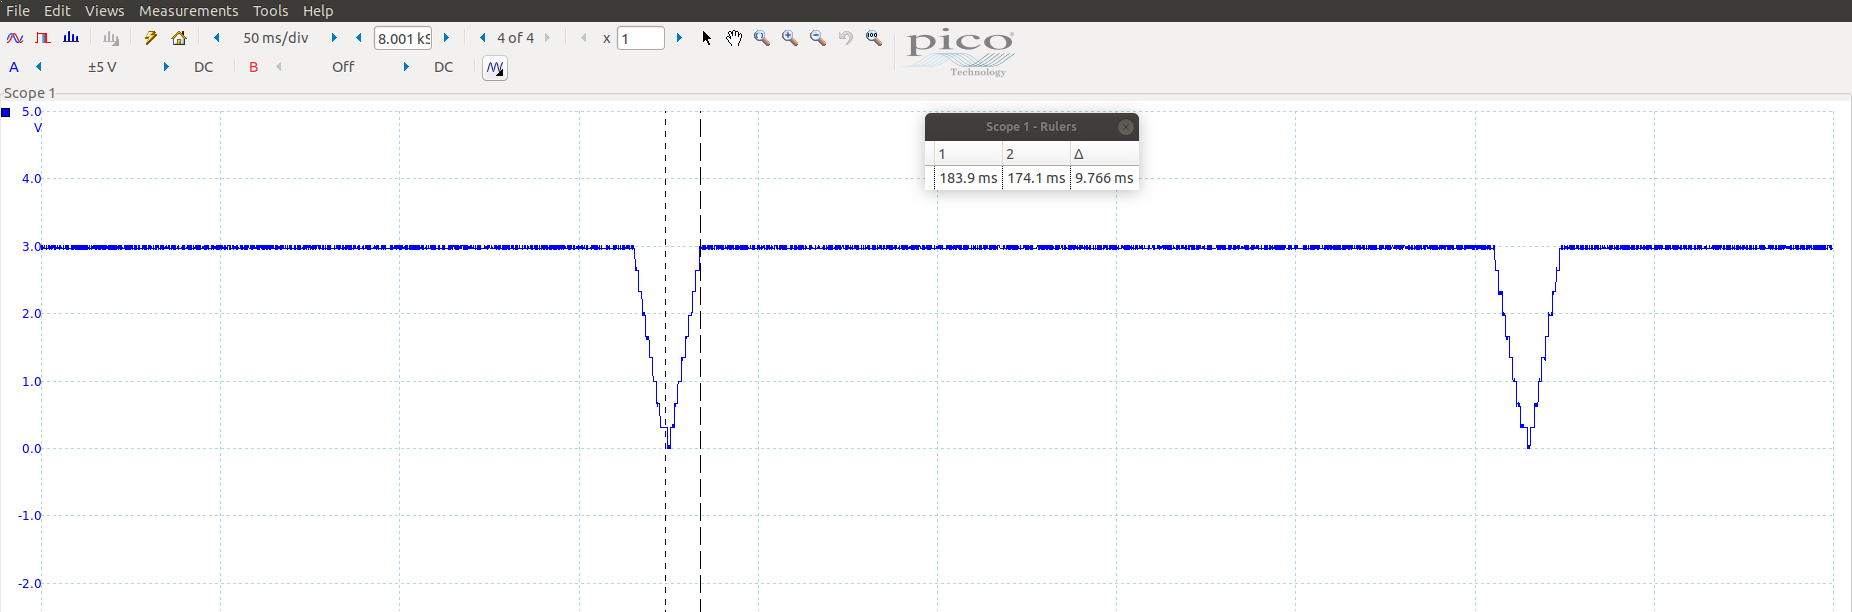 File Edit Views Measurements Tools Help
50 ms/div 8.001 kS 4 of 4 x 1
pico
Technology
A ±5 V DC B Off DC
Scope 1
5.0
V
4.0
3.0
2.0
1.0
0.0
-1.0
-2.0
Scope 1 - Rulers
1 2 Δ
183.9 ms 174.1 ms 9.766 ms